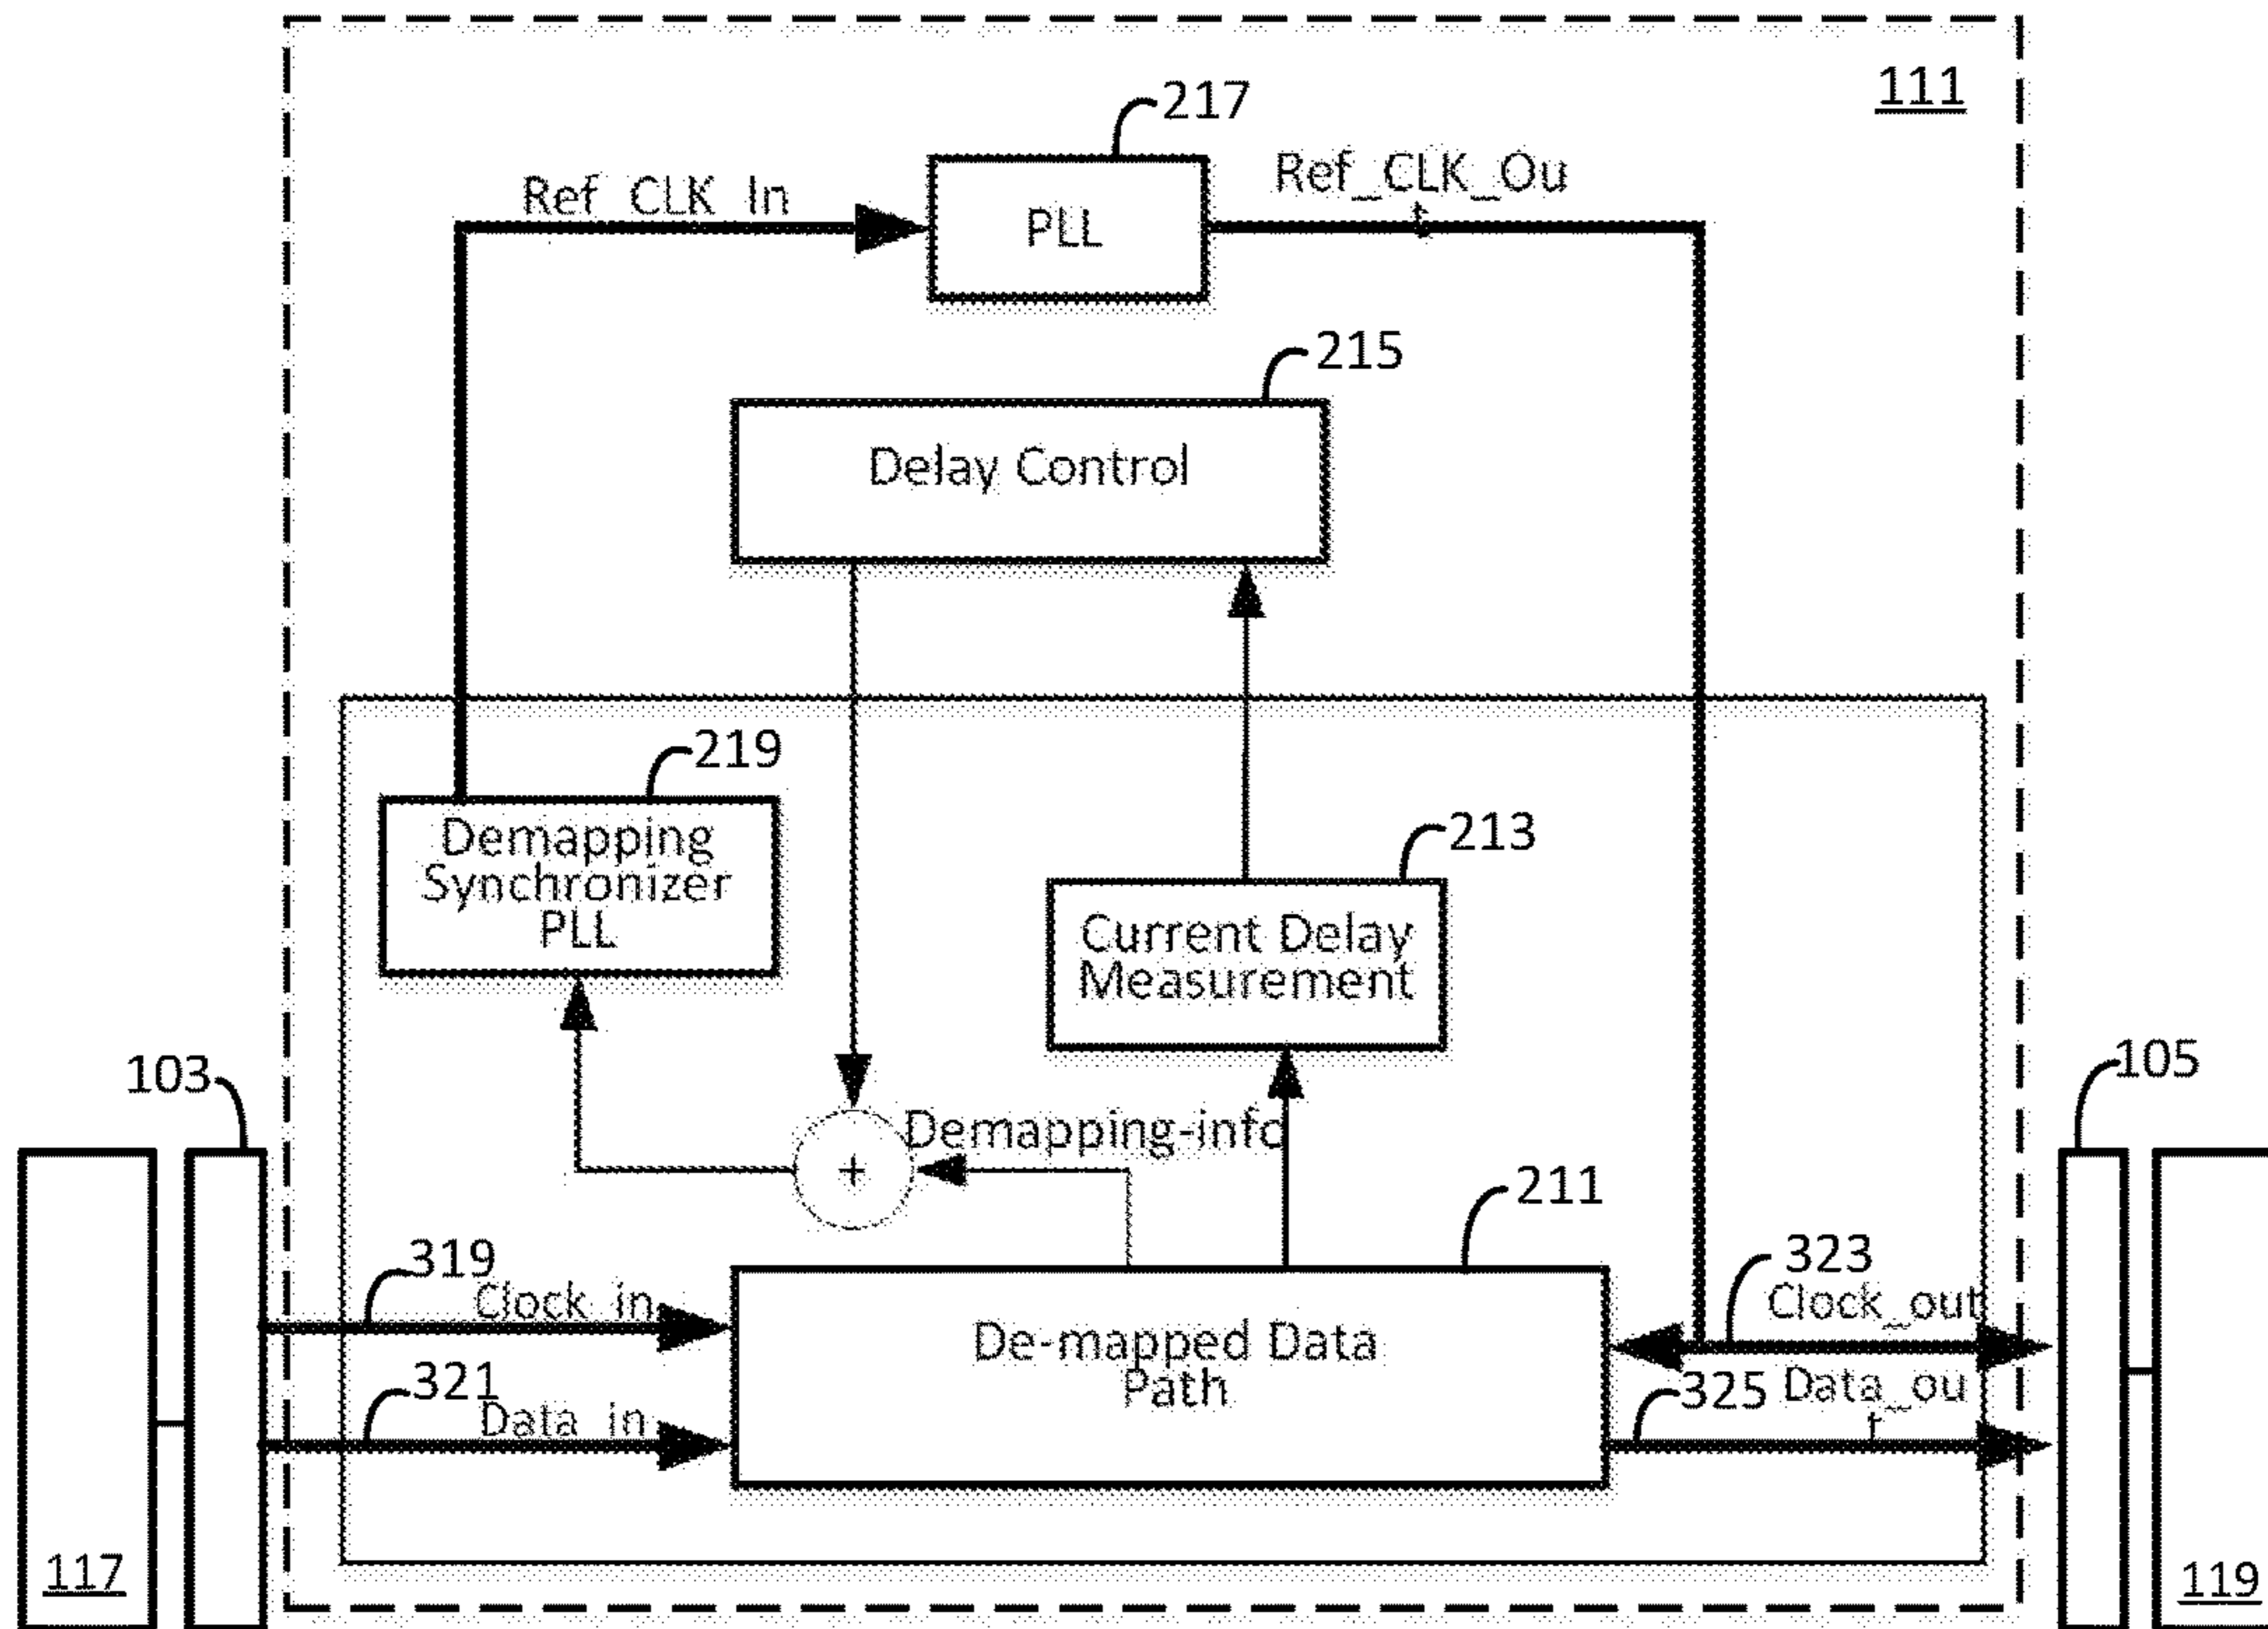 111
217
Ref_CLK_In
PLL
Ref_CLK_Ou
t
215
Delay Control
219
Demapping
Synchronizer
PLL
213
Current Delay
Measurement
103
105
Demapping-info
+
211
319
Clock_in
323
Clock_out
De-mapped Data
Path
321
Data_in
325
Data_ou
t
117
119